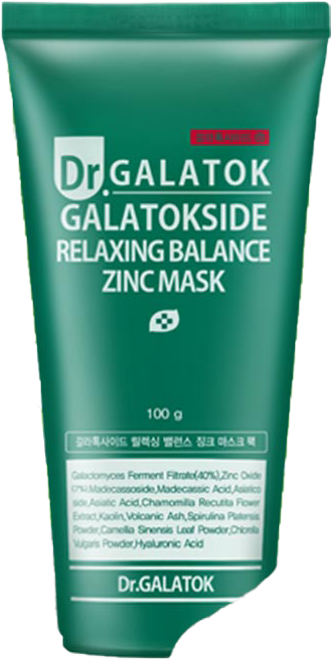 Dr.GALATOK
GALATOKSIDE
RELAXING BALANCE
ZINC MASK
100 g
갈라톡사이드 릴렉싱 밸런스 징크 마스크 팩
Galactomyces Ferment Filtrate(40%),Zinc Oxide
Madecassoside,Madecassic Acid,Asiatico
side,Asiatic Acid,Chamomilla Recutita Flower
Extract,Kaolin,Volcanic Ash,Spirulina Platensis
Powder,Camellia Sinensis Leaf Powder,Chlorella
Vulgaris Powder,Hyaluronic Acid
Dr.GALATOK